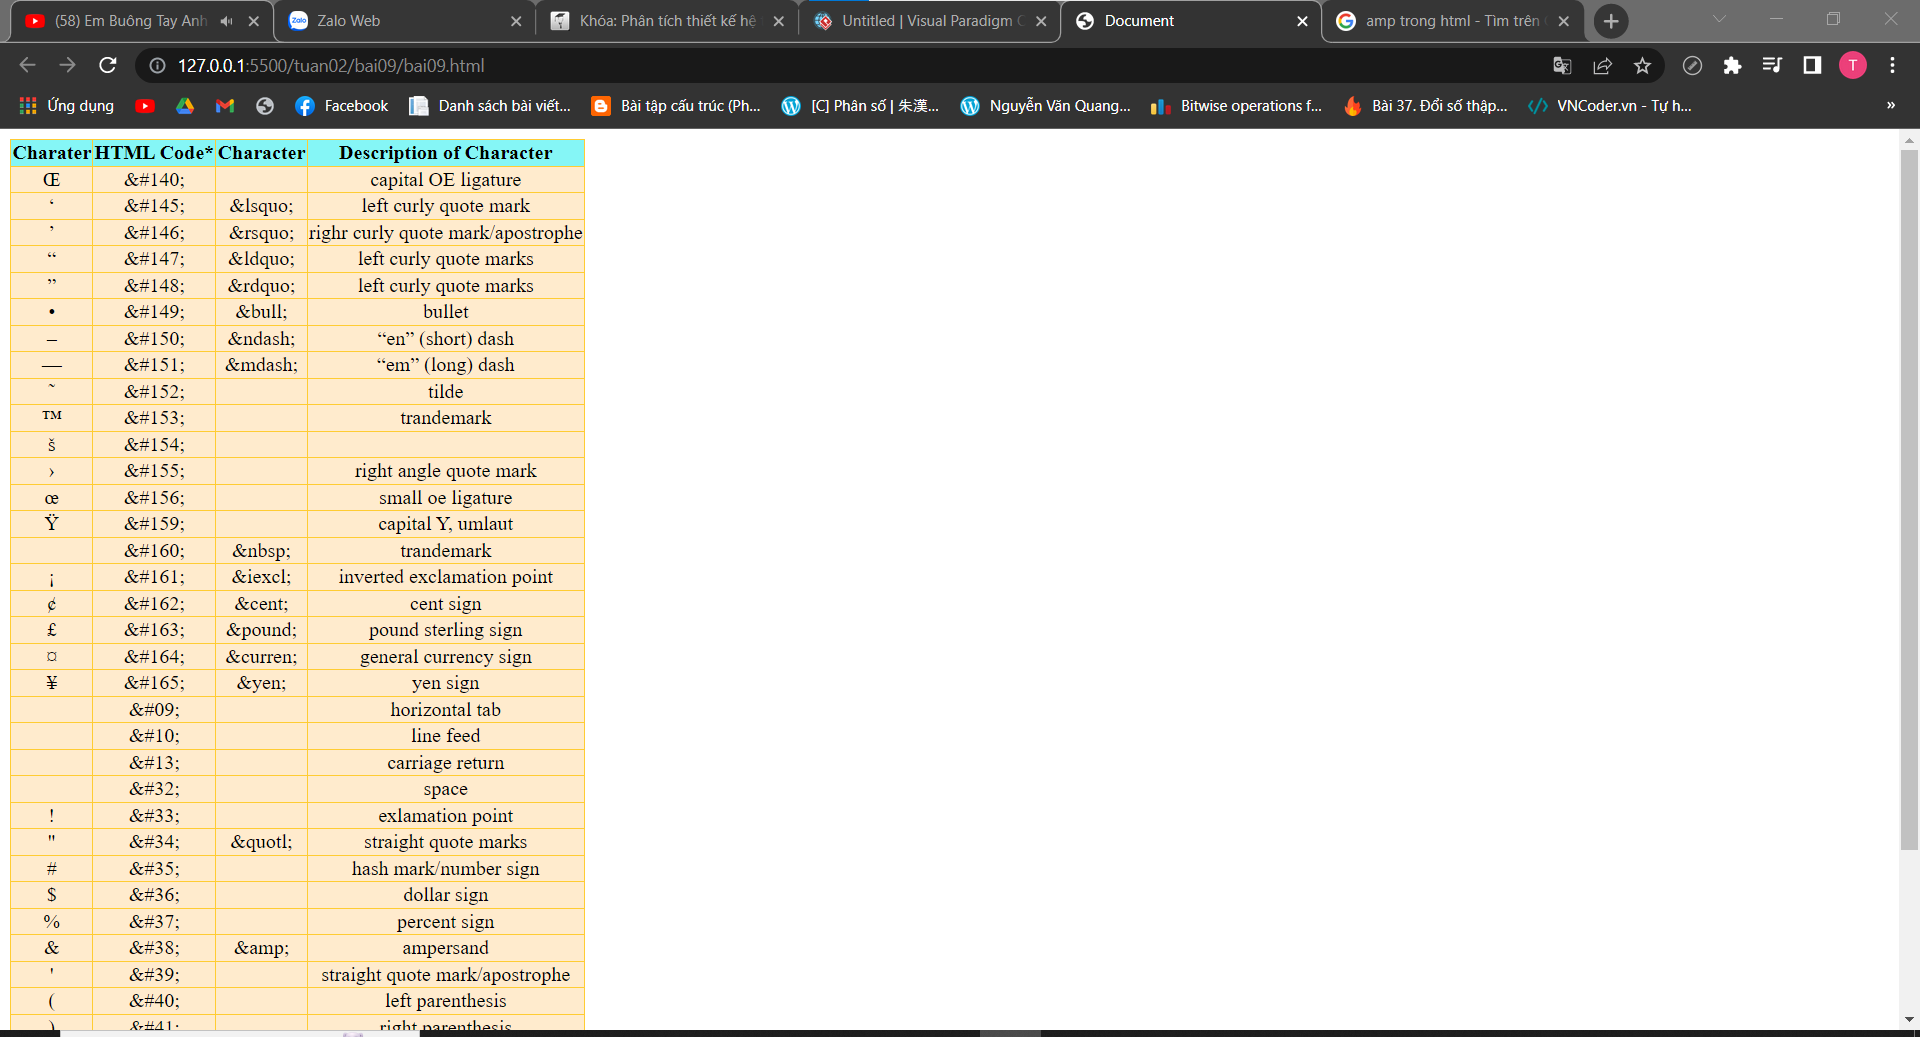 (58) Em Buông Tay Anh
Zalo Web
Khóa: Phân tích thiết kế hệ
Untitled | Visual Paradigm
Document
amp trong html - Tìm trên
127.0.0.1:5500/tuan02/bai09/bai09.html
T
Ứng dụng
Facebook
Danh sách bài viết...
Bài tập cấu trúc (Ph...
[C] Phân số | 朱漢...
Nguyễn Văn Quang...
Bitwise operations f...
Bài 37. Đổi số thập...
VNCoder.vn - Tự h...
»
Charater HTML Code* Character Description of Character
Œ &#140; capital OE ligature
‘ &#145; &lsquo; left curly quote mark
’ &#146; &rsquo; righr curly quote mark/apostrophe
“ &#147; &ldquo; left curly quote marks
” &#148; &rdquo; left curly quote marks
• &#149; &bull; bullet
– &#150; &ndash; “en” (short) dash
— &#151; &mdash; “em” (long) dash
˜ &#152; tilde
™ &#153; trandemark
š &#154;
› &#155; right angle quote mark
œ &#156; small oe ligature
Ÿ &#159; capital Y, umlaut
&#160; &nbsp; trandemark
¡ &#161; &iexcl; inverted exclamation point
¢ &#162; &cent; cent sign
£ &#163; &pound; pound sterling sign
¤ &#164; &curren; general currency sign
¥ &#165; &yen; yen sign
&#09; horizontal tab
&#10; line feed
&#13; carriage return
&#32; space
! &#33; exlamation point
" &#34; &quotl; straight quote marks
# &#35; hash mark/number sign
$ &#36; dollar sign
% &#37; percent sign
& &#38; &amp; ampersand
' &#39; straight quote mark/apostrophe
( &#40; left parenthesis
) &#41; right parenthesis